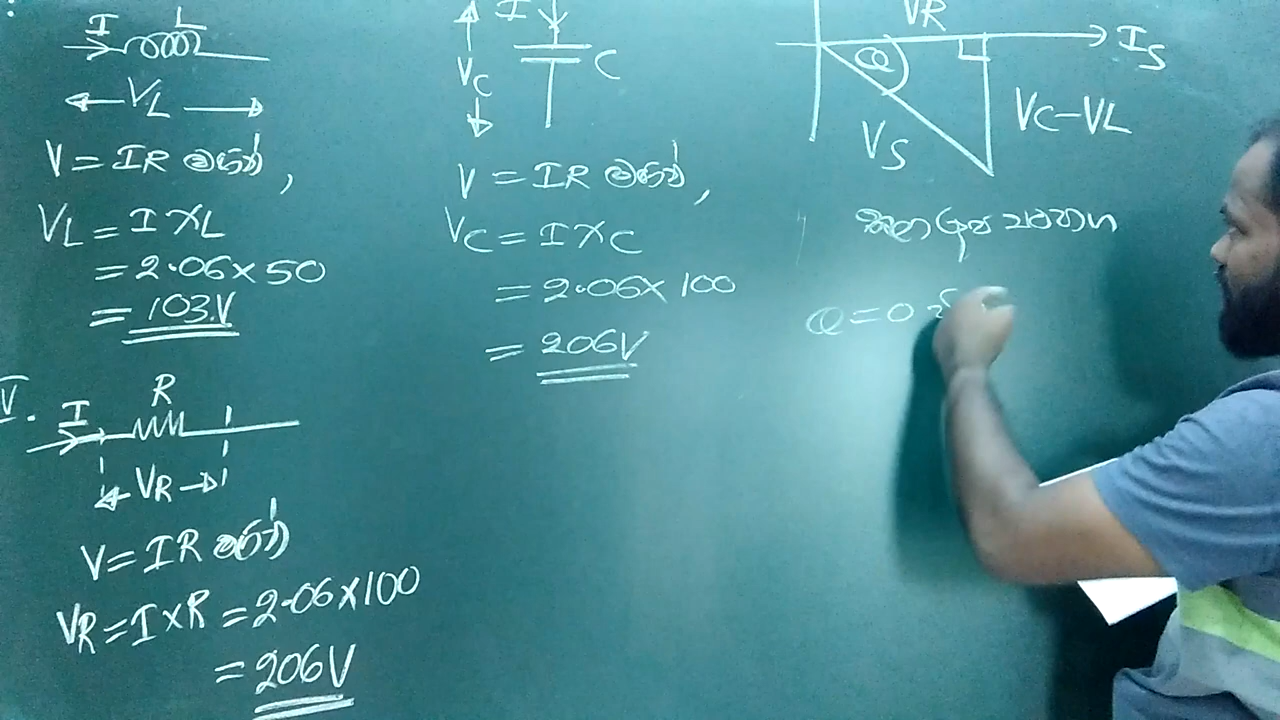 I L
VL
V = IR මගින්,
VL = I XL
= 2.06 × 50
= 103.V
I
VC
C
V = IR මගින්,
VC = I XC
= 2.06 × 100
= 206V
VR
IS
VS
VC-VL
V.
I R
VR
V = IR මගින්
VR = I × R = 2.06 × 100
= 206V